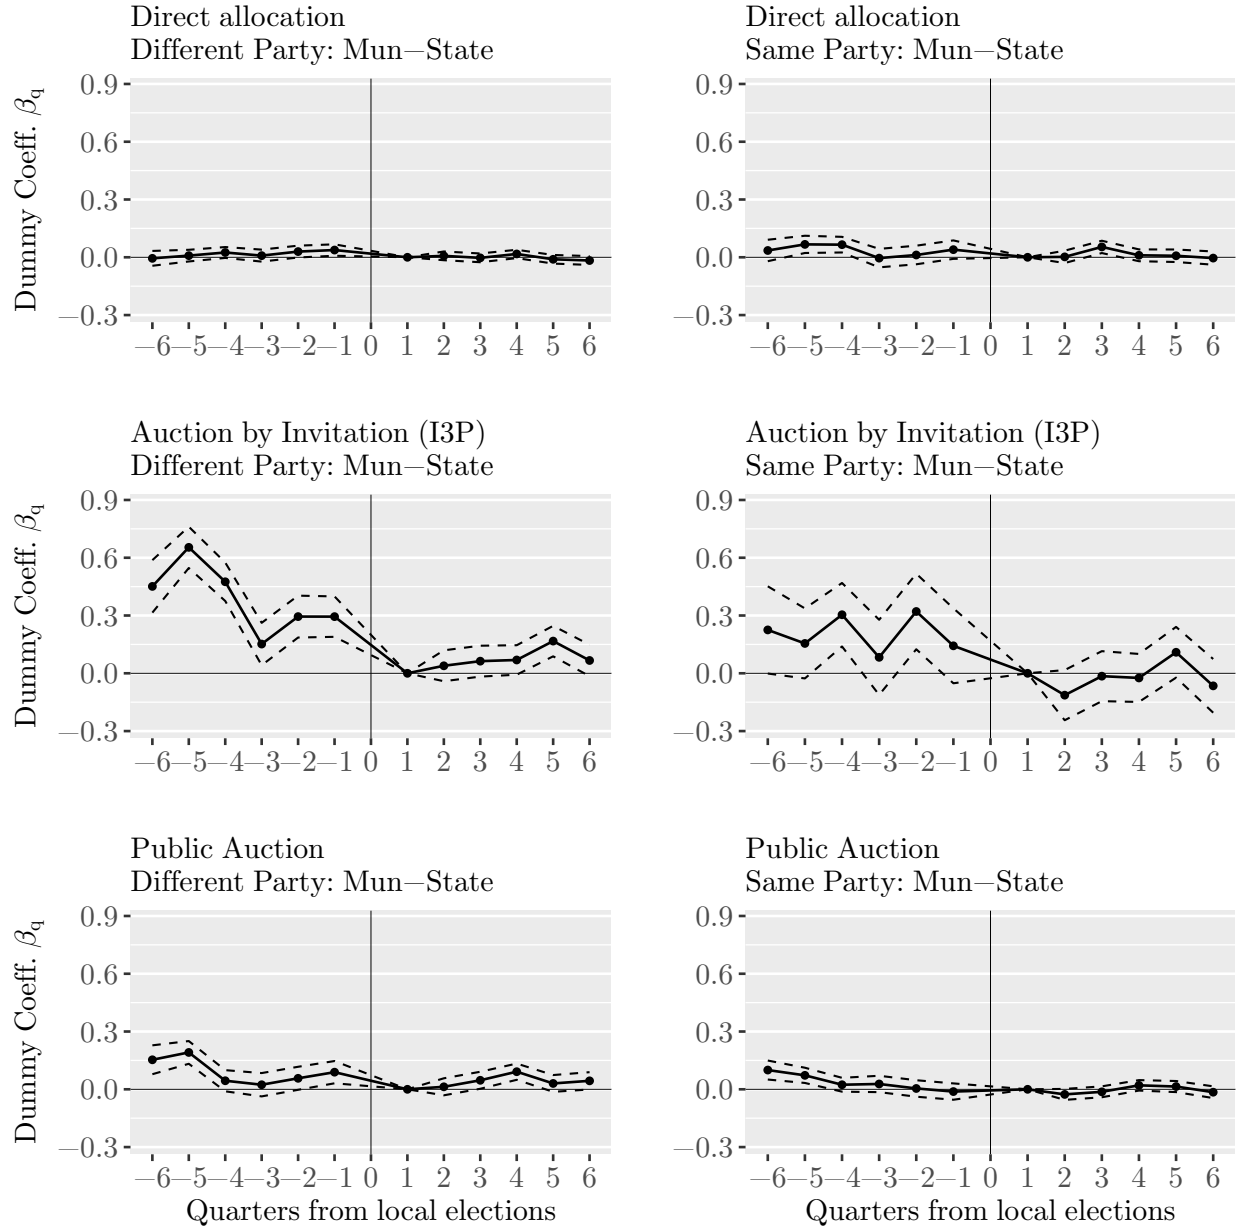 Direct allocation
Different Party: Mun−State
Direct allocation
Same Party: Mun−State
Dummy Coeff. βq
0.9
0.6
0.3
0.0
−0.3
−6 −5 −4 −3 −2 −1 0 1 2 3 4 5 6
0.9
0.6
0.3
0.0
−0.3
−6 −5 −4 −3 −2 −1 0 1 2 3 4 5 6
Auction by Invitation (I3P)
Different Party: Mun−State
Auction by Invitation (I3P)
Same Party: Mun−State
Dummy Coeff. βq
0.9
0.6
0.3
0.0
−0.3
−6 −5 −4 −3 −2 −1 0 1 2 3 4 5 6
0.9
0.6
0.3
0.0
−0.3
−6 −5 −4 −3 −2 −1 0 1 2 3 4 5 6
Public Auction
Different Party: Mun−State
Public Auction
Same Party: Mun−State
Dummy Coeff. βq
0.9
0.6
0.3
0.0
−0.3
−6 −5 −4 −3 −2 −1 0 1 2 3 4 5 6
Quarters from local elections
0.9
0.6
0.3
0.0
−0.3
−6 −5 −4 −3 −2 −1 0 1 2 3 4 5 6
Quarters from local elections